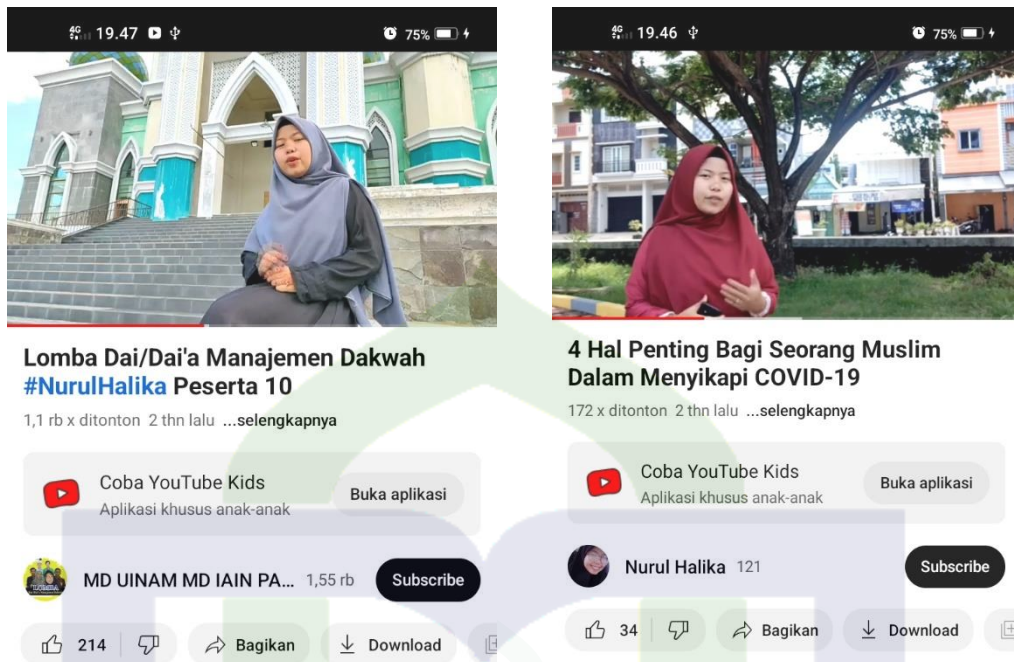 4G 19.47 75%
Lomba Dai/Dai'a Manajemen Dakwah
#NurulHalika Peserta 10
1,1 rb x ditonton 2 thn lalu ...selengkapnya
Coba YouTube Kids
Aplikasi khusus anak-anak
Buka aplikasi
MD UINAM MD IAIN PA... 1,55 rb Subscribe
214 Bagikan Download
4G 19.46 75%
4 Hal Penting Bagi Seorang Muslim
Dalam Menyikapi COVID-19
172 x ditonton 2 thn lalu ...selengkapnya
Coba YouTube Kids
Aplikasi khusus anak-anak
Buka aplikasi
Nurul Halika 121 Subscribe
34 Bagikan Download